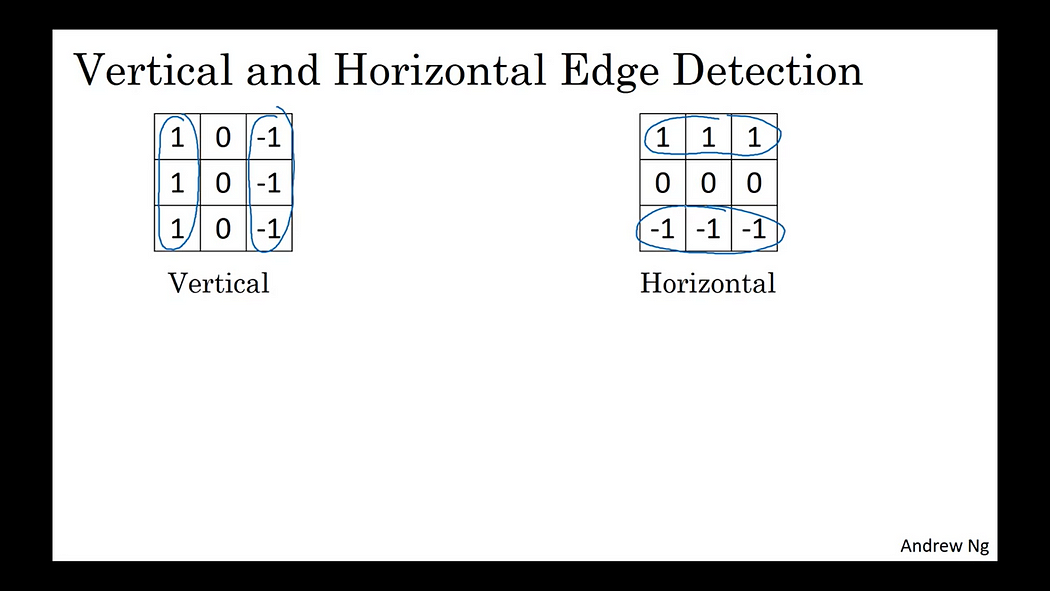 Vertical and Horizontal Edge Detection
1 0 -1
1 0 -1
1 0 -1
Vertical
1 1 1
0 0 0
-1 -1 -1
Horizontal
Andrew Ng